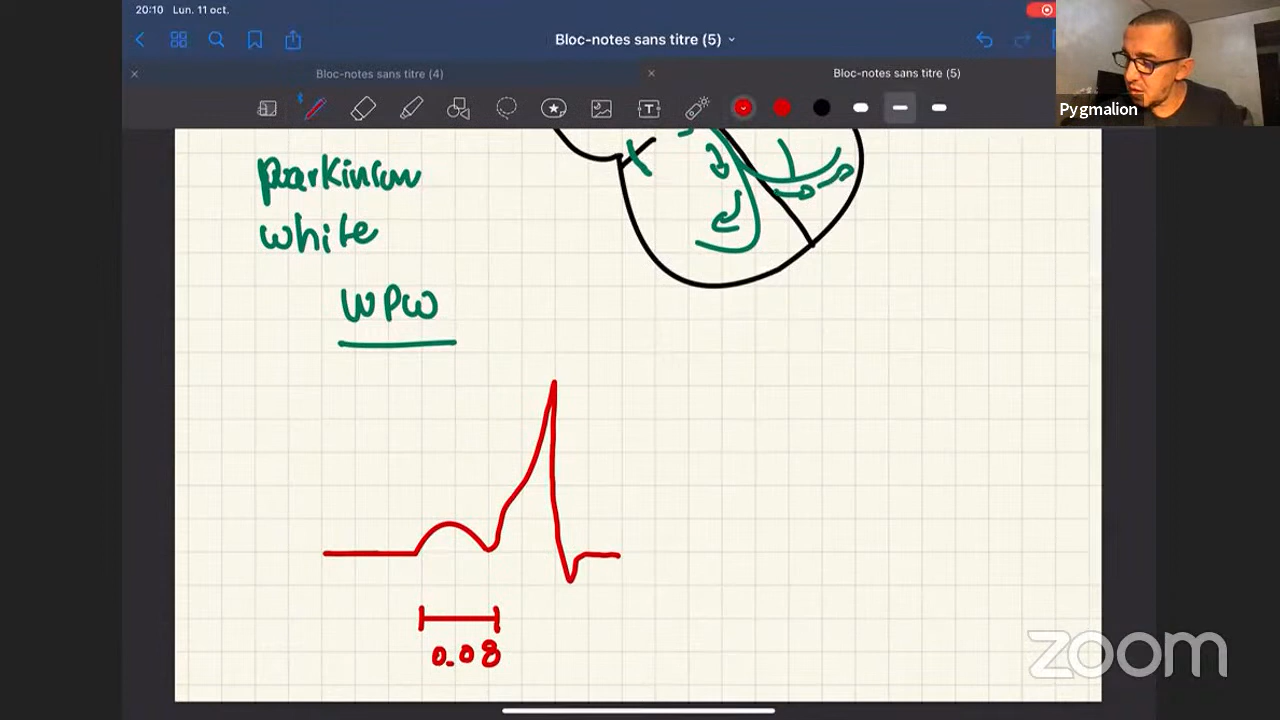 20:10 Lun. 11 oct.
Bloc-notes sans titre (5)
Bloc-notes sans titre (4)
Bloc-notes sans titre (5)
Pygmalion
parkinson
white
WPW
0.08
zoom